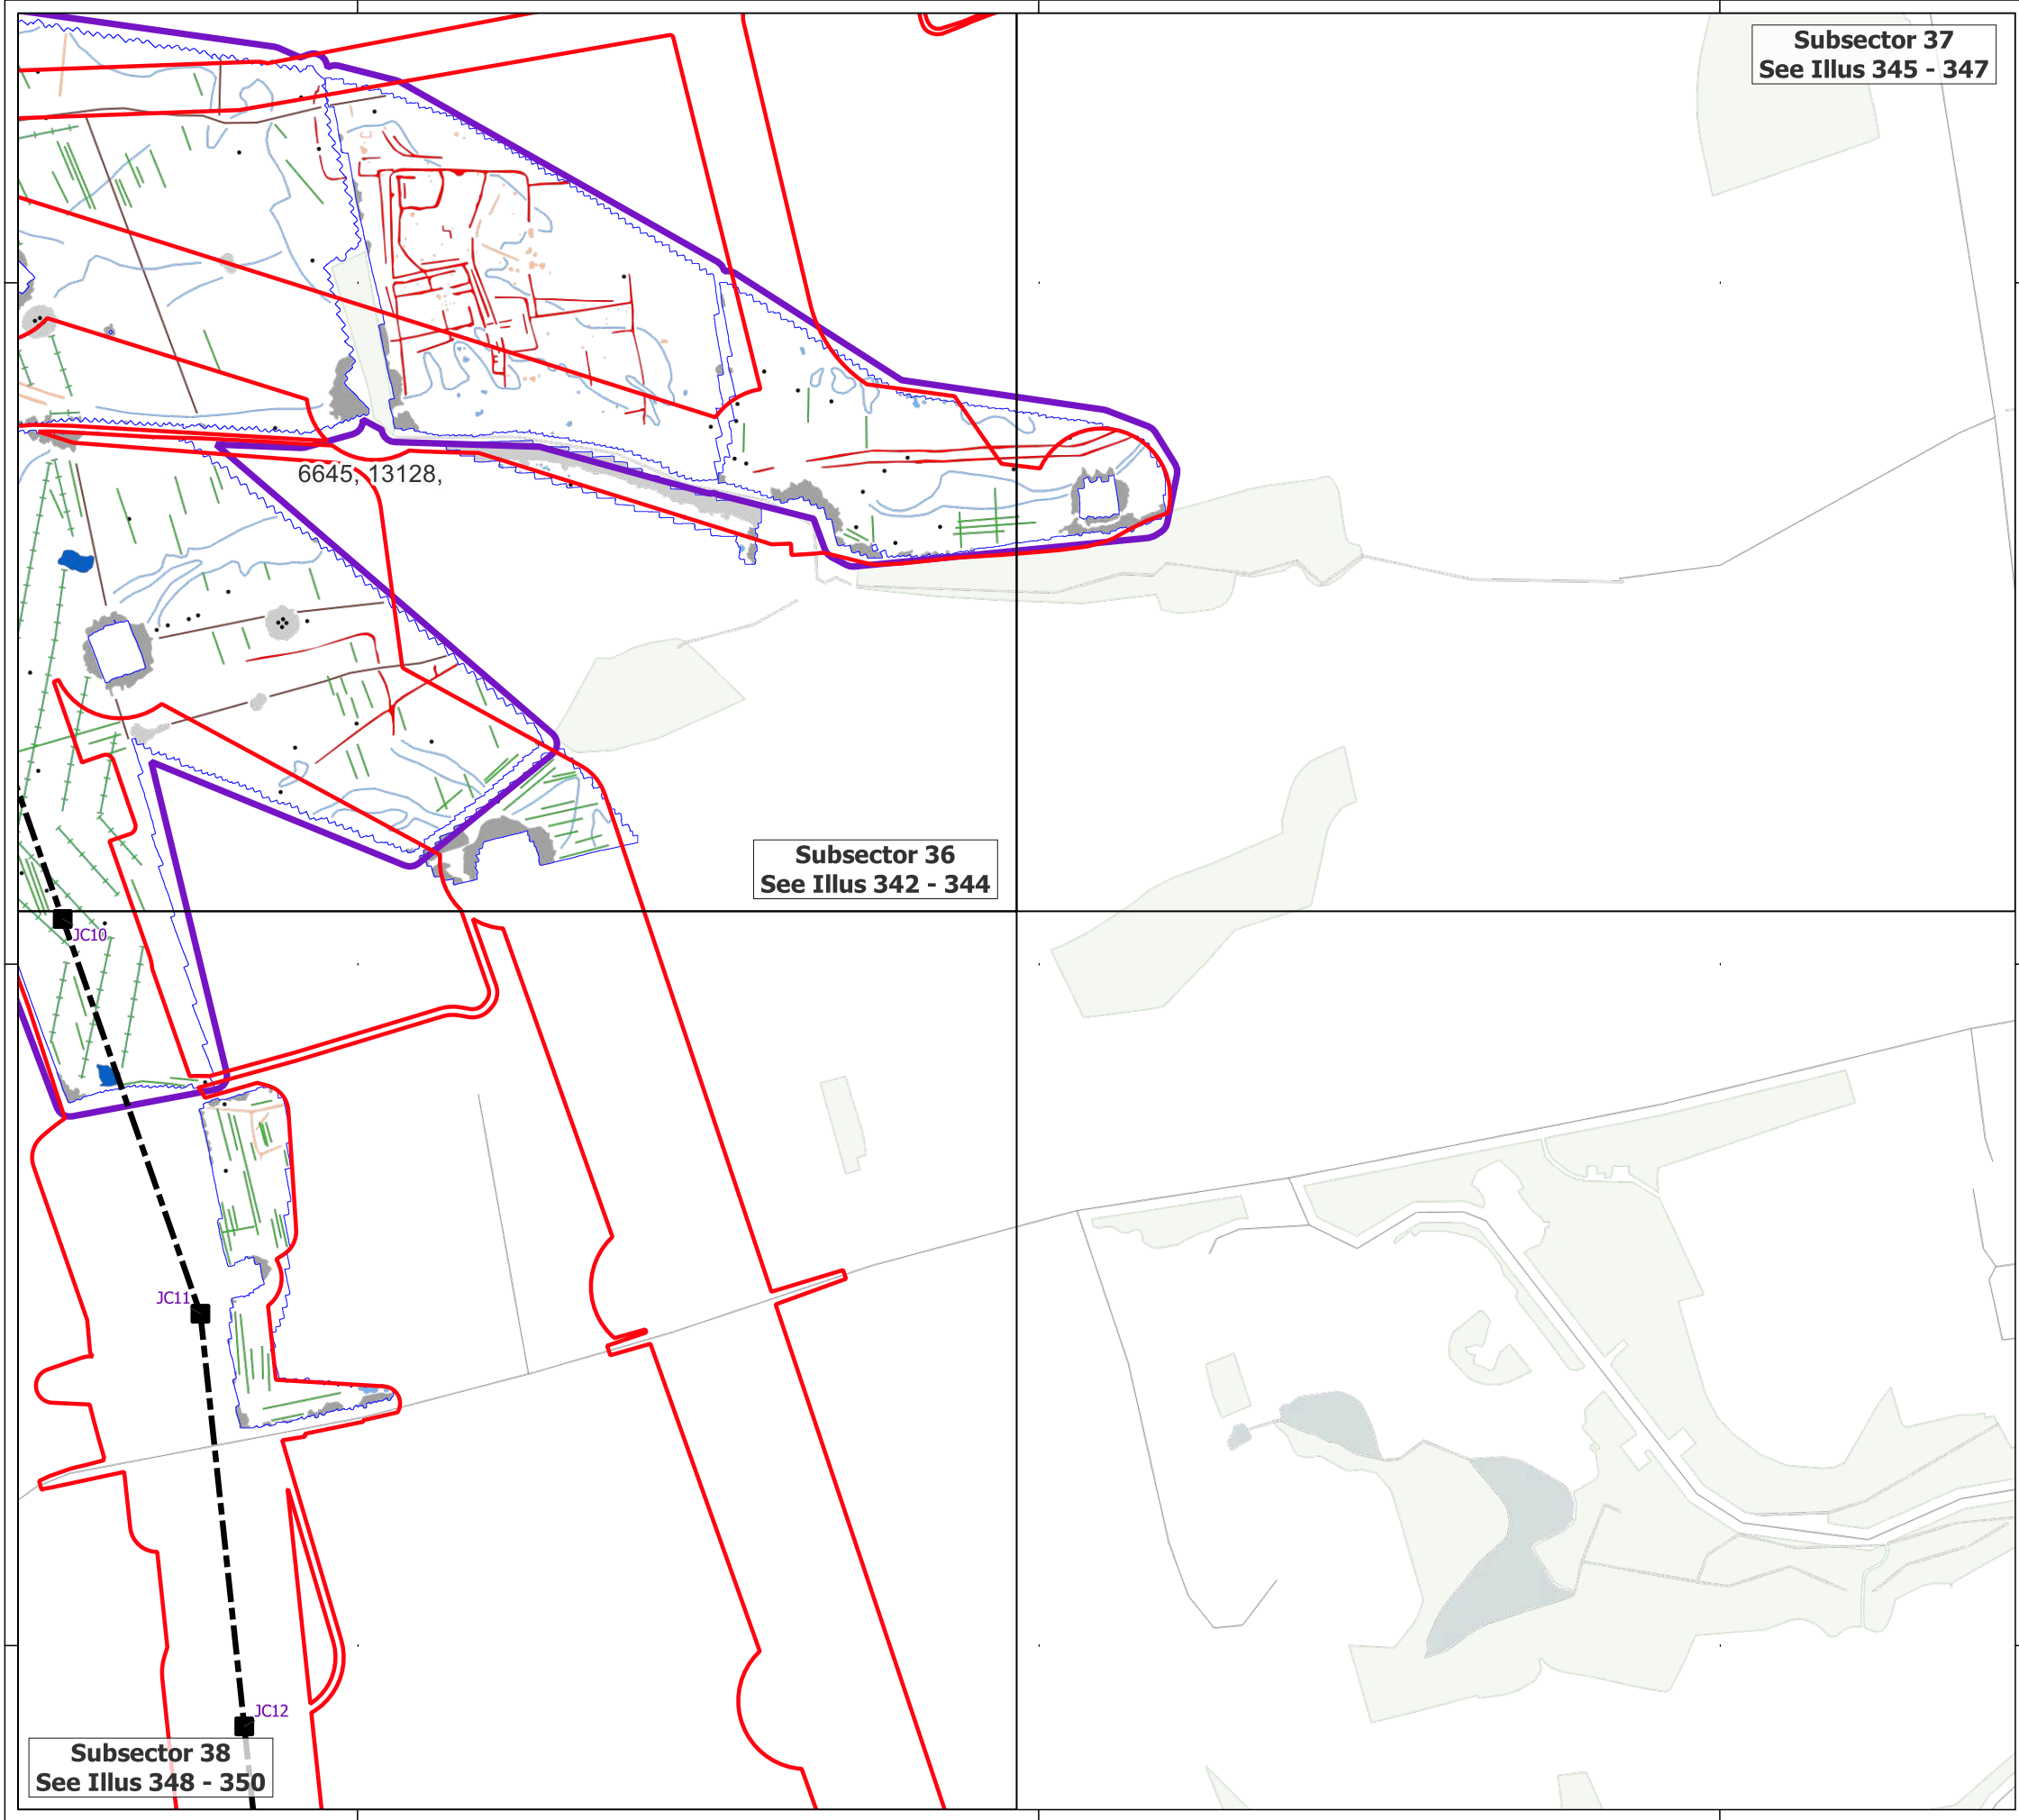 Subsector 37
See Illus 345 - 347
6645, 13128,
Subsector 36
See Illus 342 - 344
JC10
JC11
JC12
Subsector 38
See Illus 348 - 350